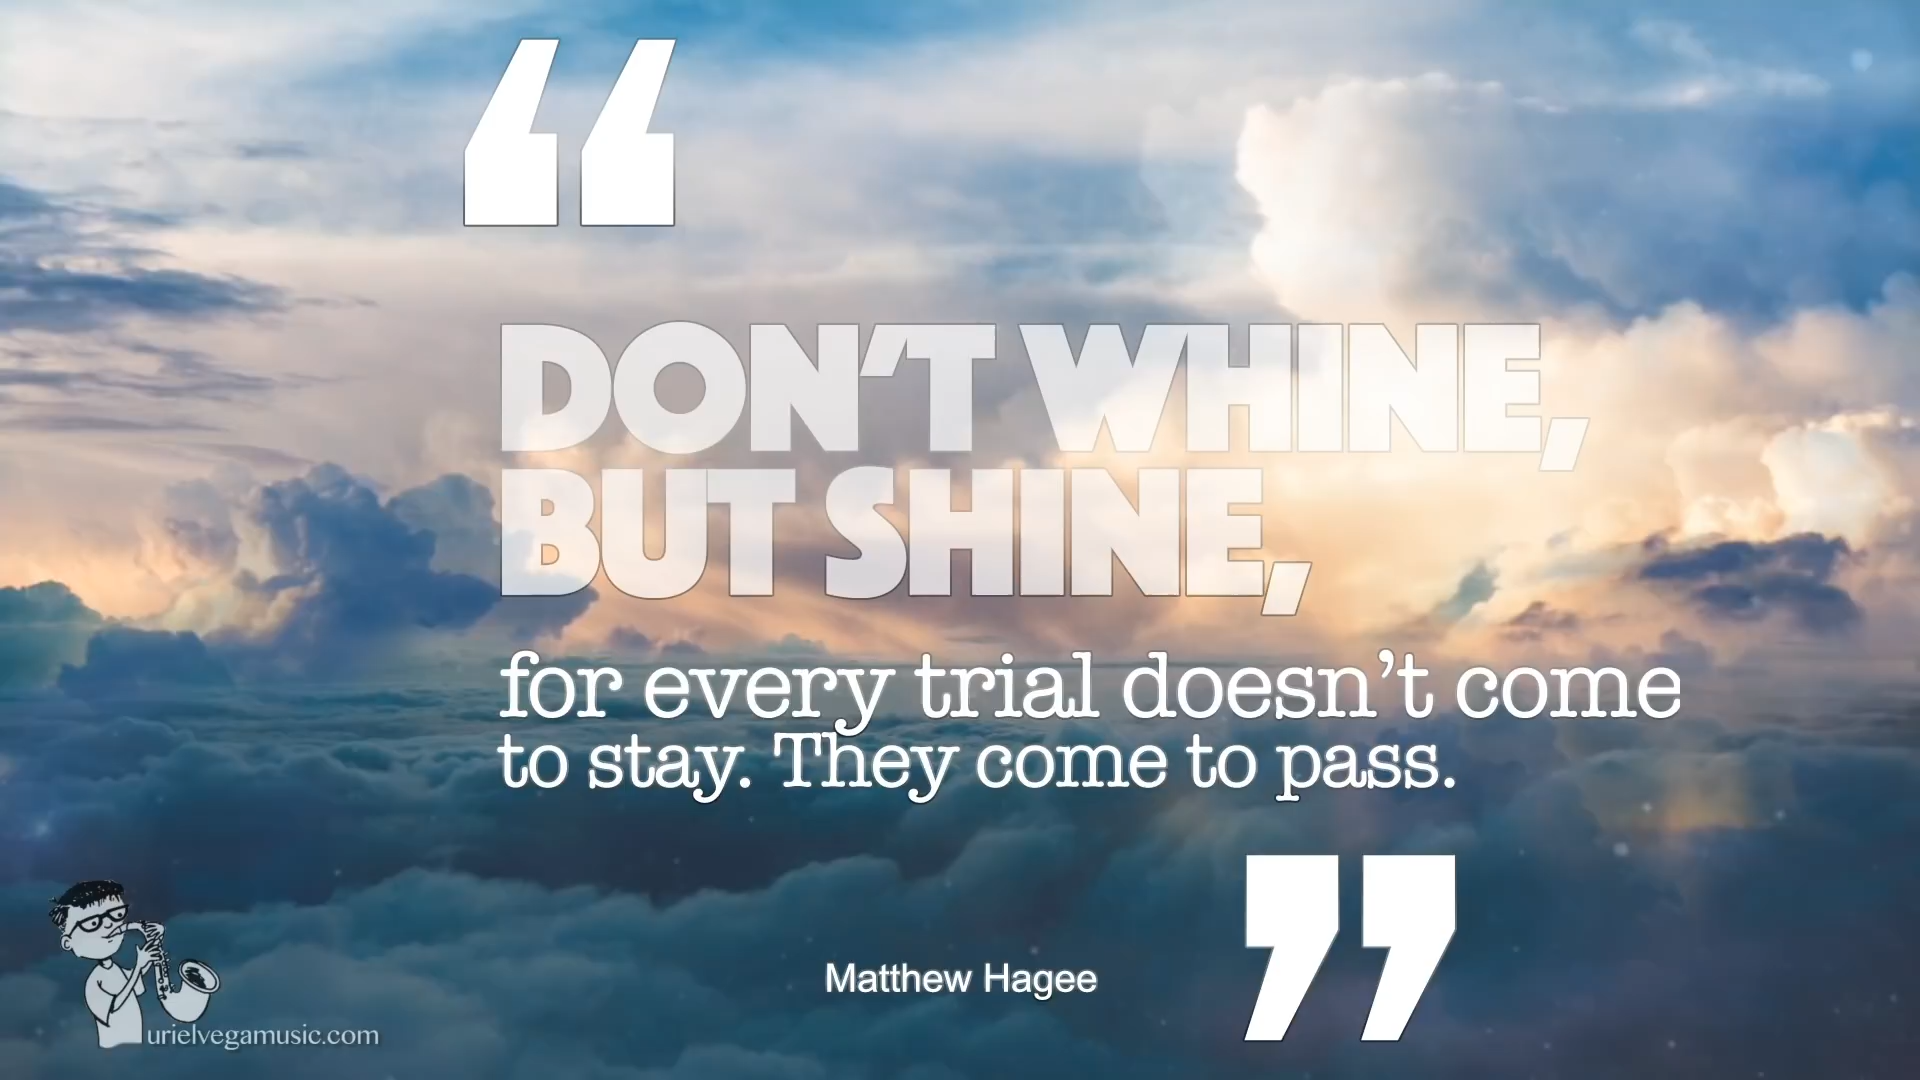 “
DON’T WHINE,
BUT SHINE,
for every trial doesn’t come
to stay. They come to pass.
”
Matthew Hagee
urielvegamusic.com